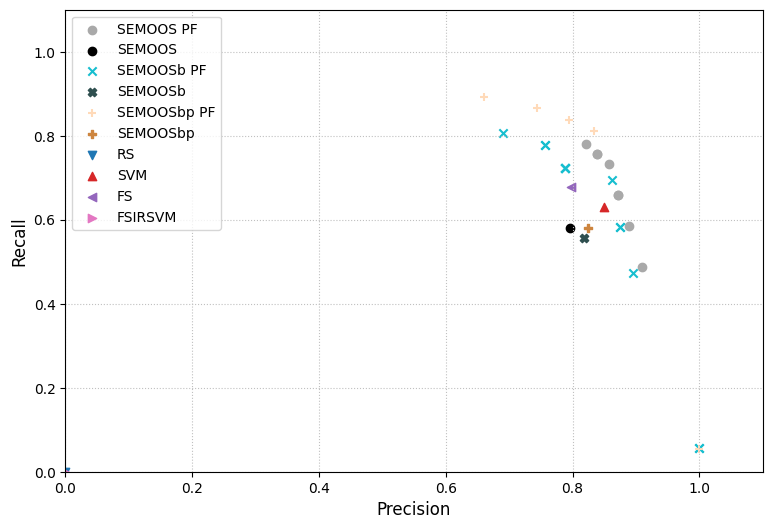 SEMOOS PF
SEMOOS
SEMOOSb PF
SEMOOSb
SEMOOSbp PF
SEMOOSbp
RS
SVM
FS
FSIRSVM
1.0
0.8
0.6
0.4
0.2
0.0
Recall
0.0 0.2 0.4 0.6 0.8 1.0
Precision